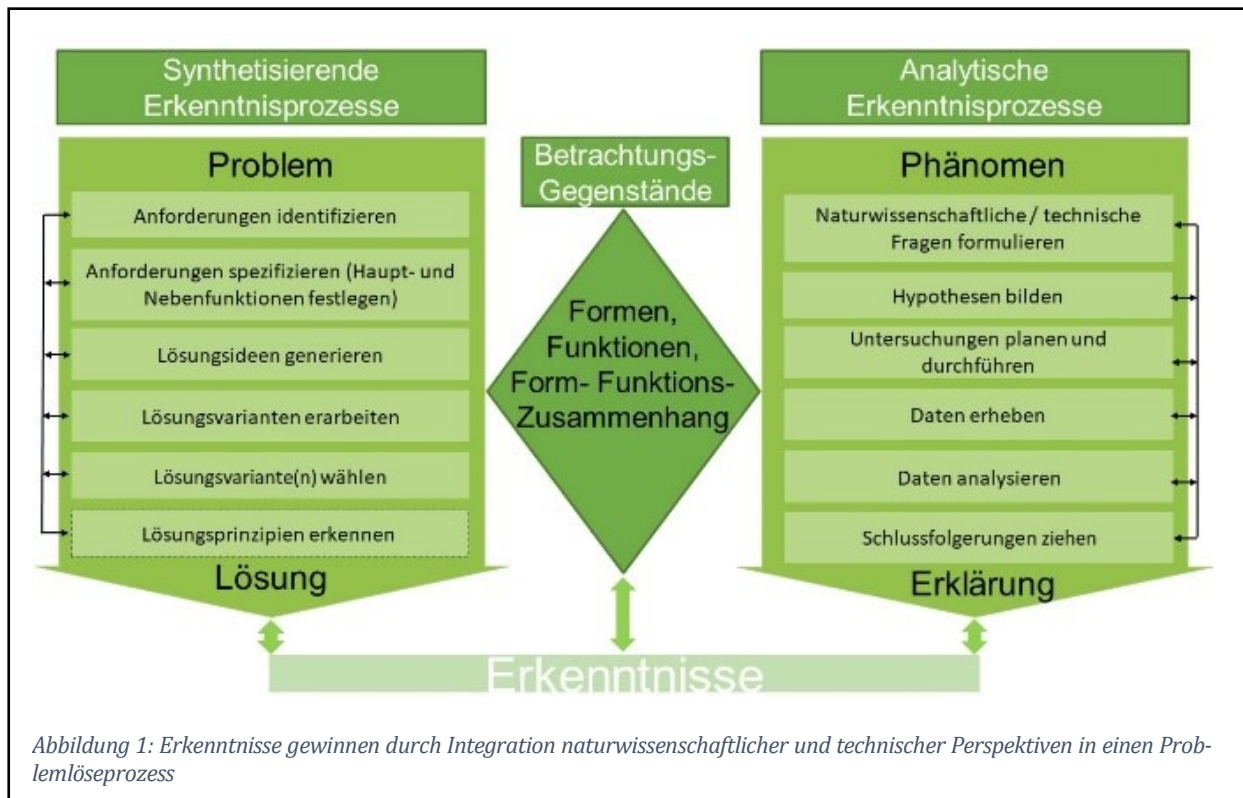 Synthetisierende
Erkenntnisprozesse
Problem
Anforderungen identifizieren
Anforderungen spezifizieren (Haupt- und
Nebenfunktionen festlegen)
Lösungsideen generieren
Lösungsvarianten erarbeiten
Lösungsvariante(n) wählen
Lösungsprinzipien erkennen
Lösung
Betrachtungs-
Gegenstände
Formen,
Funktionen,
Form- Funktions-
Zusammenhang
Analytische
Erkenntnisprozesse
Phänomen
Naturwissenschaftliche / technische
Fragen formulieren
Hypothesen bilden
Untersuchungen planen und
durchführen
Daten erheben
Daten analysieren
Schlussfolgerungen ziehen
Erklärung
Erkenntnisse
Abbildung 1: Erkenntnisse gewinnen durch Integration naturwissenschaftlicher und technischer Perspektiven in einen Prob-
lemlöseprozess